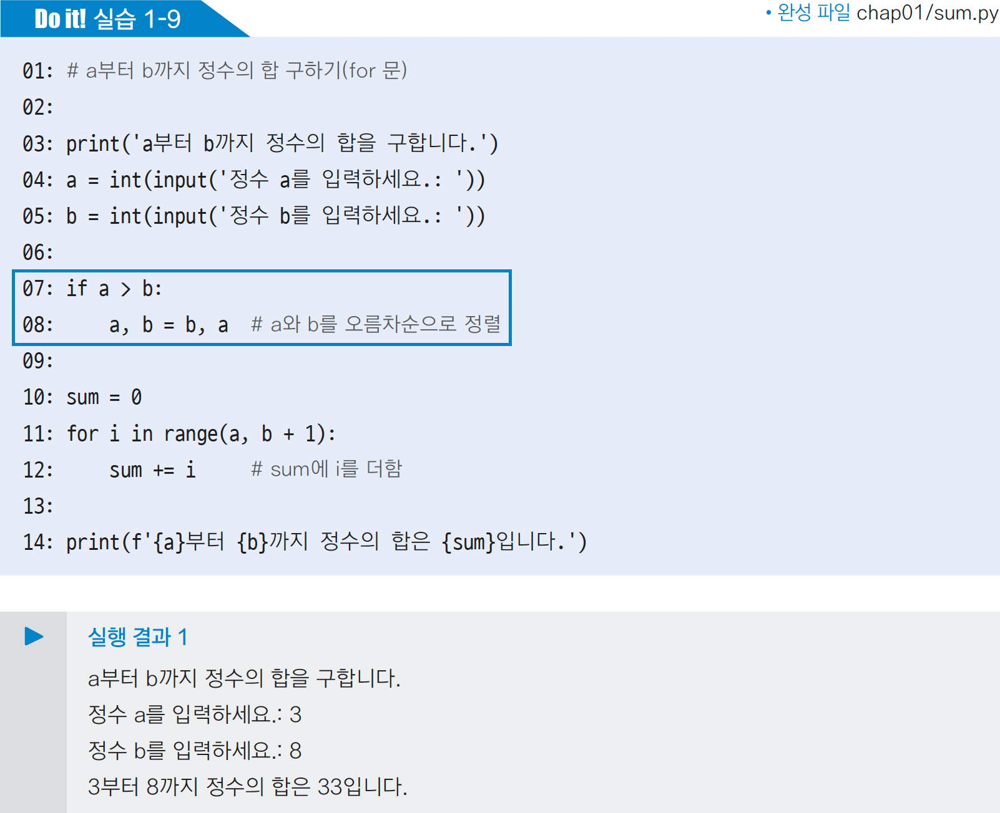 Do it! 실습 1-9
• 완성 파일 chap01/sum.py
01: # a부터 b까지 정수의 합 구하기(for 문)
02:
03: print('a부터 b까지 정수의 합을 구합니다.')
04: a = int(input('정수 a를 입력하세요.: '))
05: b = int(input('정수 b를 입력하세요.: '))
06:
07: if a > b:
08:     a, b = b, a  # a와 b를 오름차순으로 정렬
09:
10: sum = 0
11: for i in range(a, b + 1):
12:     sum += i     # sum에 i를 더함
13:
14: print(f'{a}부터 {b}까지 정수의 합은 {sum}입니다.')
실행 결과 1
a부터 b까지 정수의 합을 구합니다.
정수 a를 입력하세요.: 3
정수 b를 입력하세요.: 8
3부터 8까지 정수의 합은 33입니다.